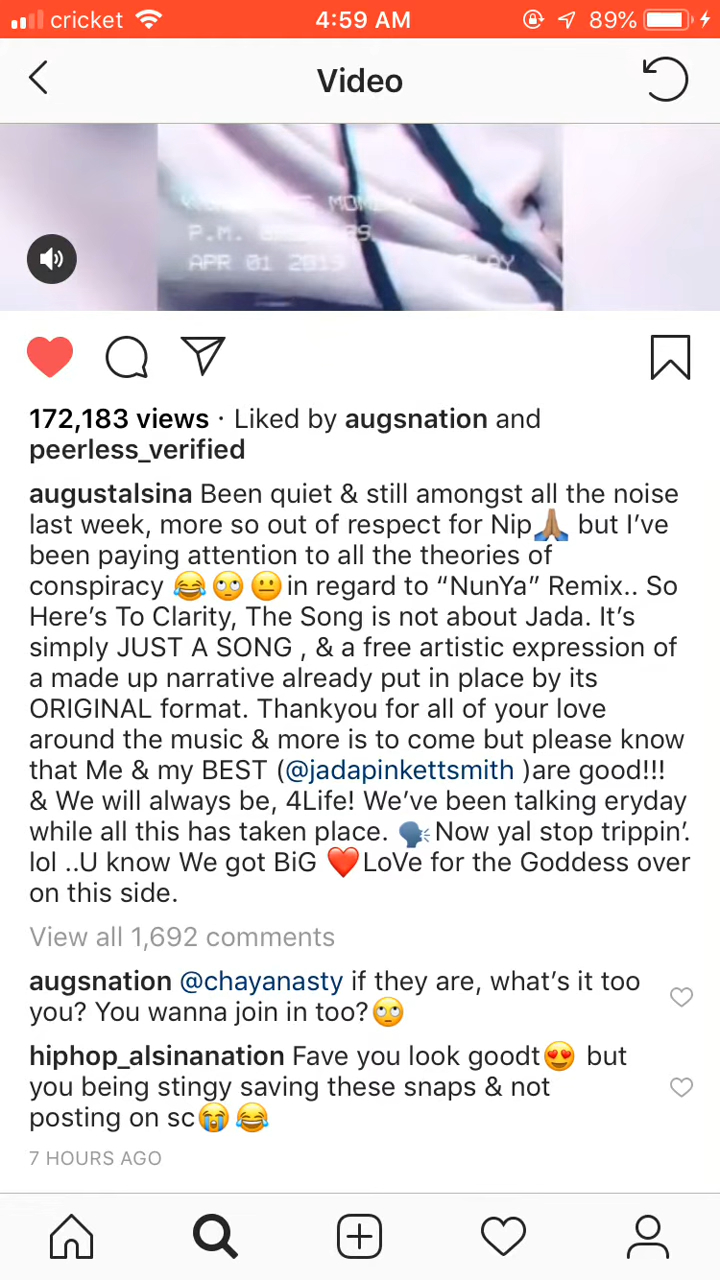 cricket 4:59 AM 89%
Video
MON
P.M.
APR 01 2019
172,183 views · Liked by augsnation and
peerless_verified
augustalsina Been quiet & still amongst all the noise
last week, more so out of respect for Nip🙏🏽 but I’ve
been paying attention to all the theories of
conspiracy 😂🙄😐in regard to “NunYa” Remix.. So
Here’s To Clarity, The Song is not about Jada. It’s
simply JUST A SONG , & a free artistic expression of
a made up narrative already put in place by its
ORIGINAL format. Thankyou for all of your love
around the music & more is to come but please know
that Me & my BEST (@jadapinkettsmith )are good!!!
& We will always be, 4Life! We’ve been talking eryday
while all this has taken place. 🗣Now yal stop trippin’.
lol ..U know We got BiG ❤️LoVe for the Goddess over
on this side.
View all 1,692 comments
augsnation @chayanasty if they are, what’s it too
you? You wanna join in too?🙄
hiphop_alsinanation Fave you look goodt😍 but
you being stingy saving these snaps & not
posting on sc😭😂
7 HOURS AGO